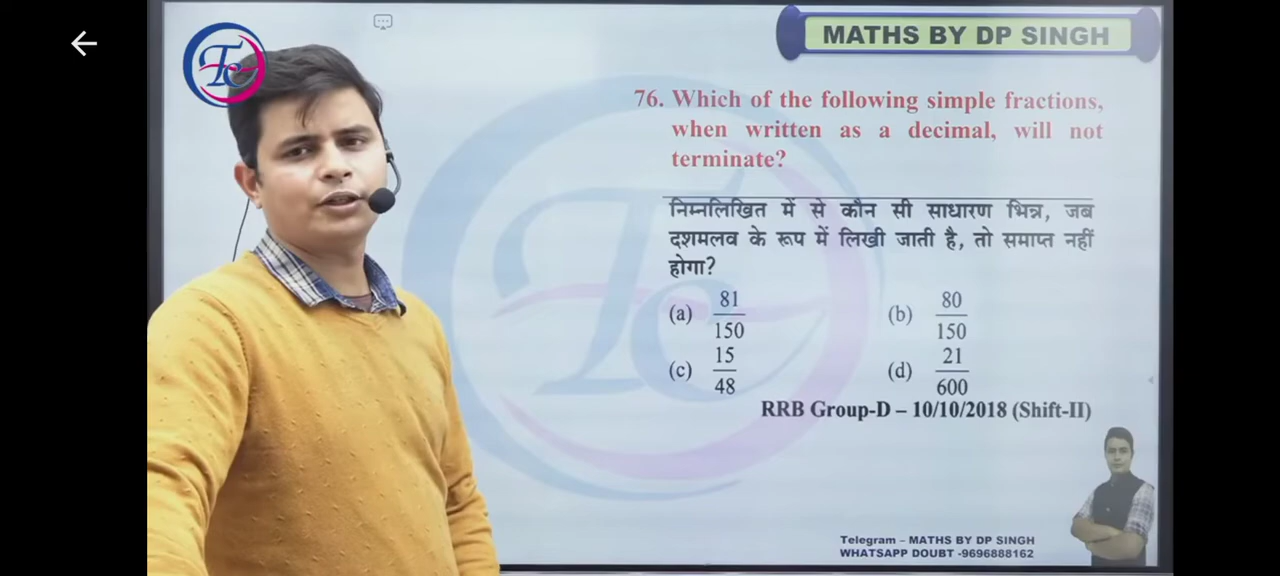 Tc
MATHS BY DP SINGH
76. Which of the following simple fractions,
when written as a decimal, will not
terminate?
निम्नलिखित में से कौन सी साधारण भिन्न, जब
दशमलव के रूप में लिखी जाती है, तो समाप्त नहीं
होगा?
(a) 81/150 (b) 80/150
(c) 15/48 (d) 21/600
RRB Group-D – 10/10/2018 (Shift-II)
Telegram – MATHS BY DP SINGH
WHATSAPP DOUBT -9696888162